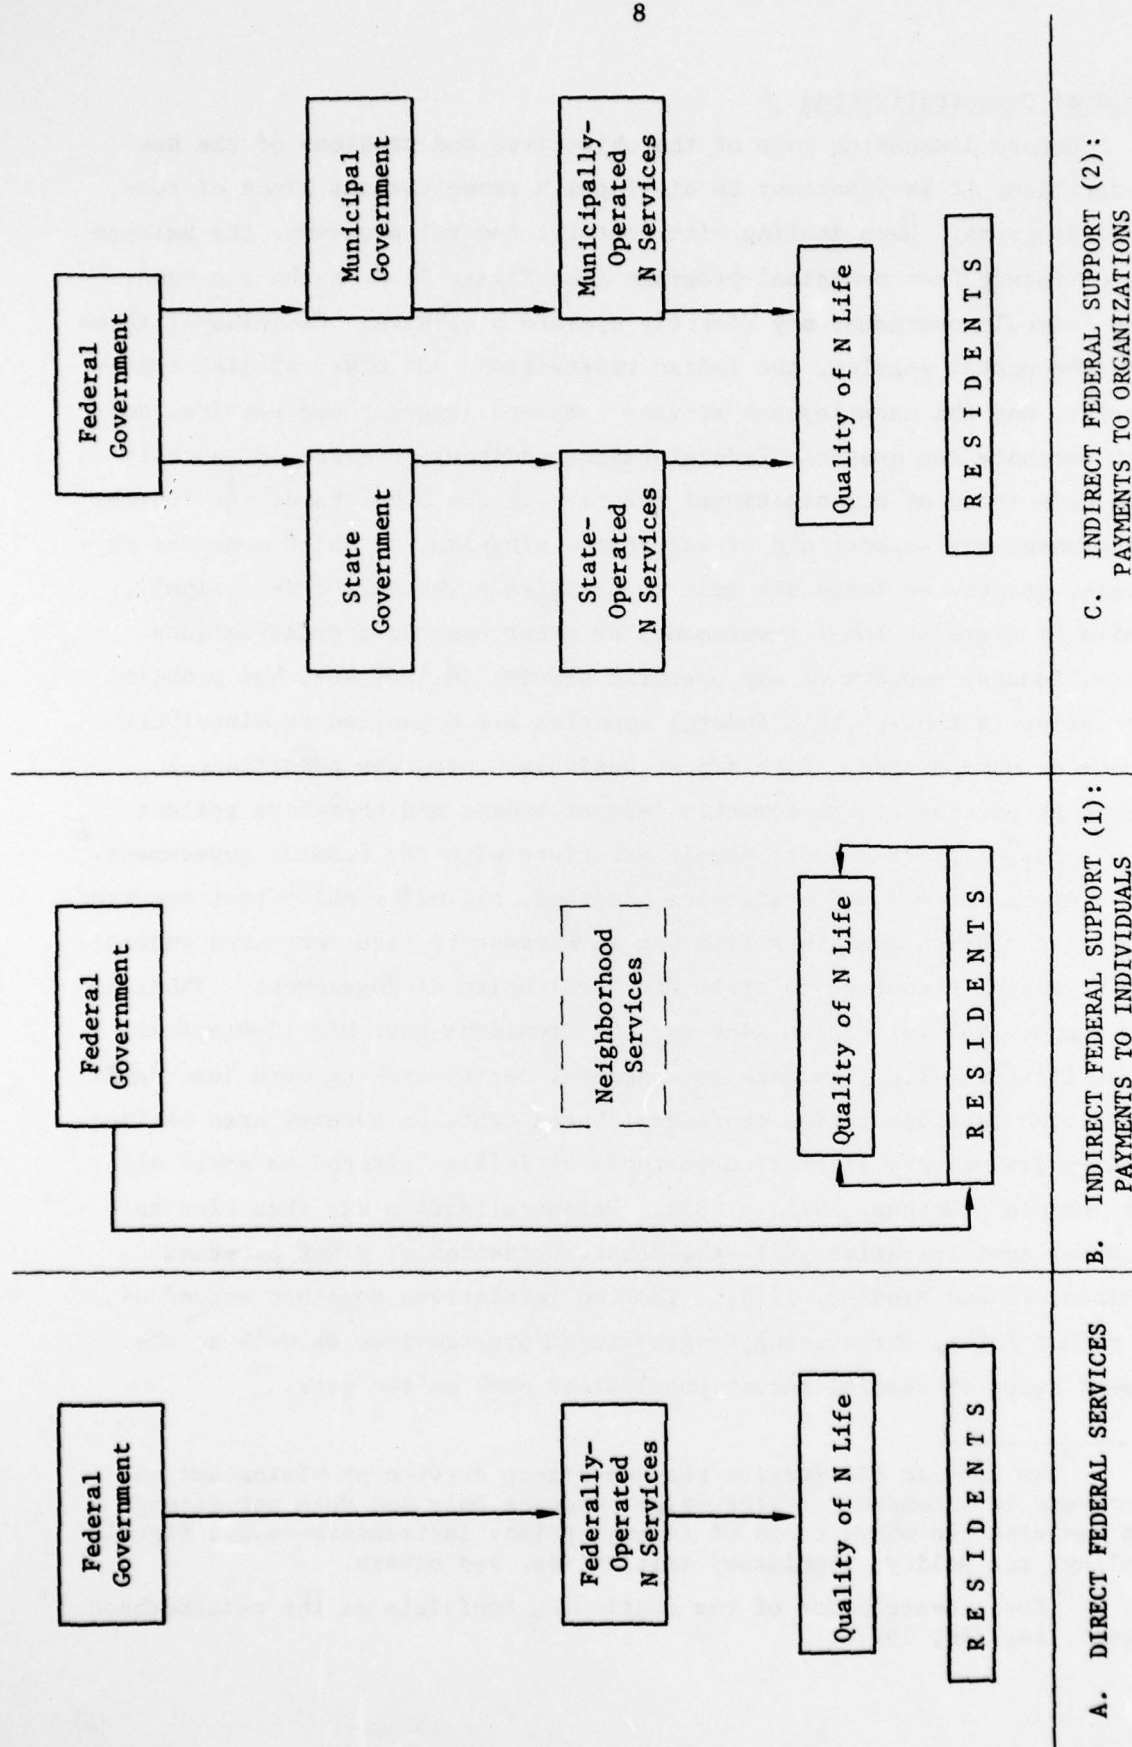 8
Federal
Government
Federally-
Operated
N Services
Quality of N Life
R E S I D E N T S
A. DIRECT FEDERAL SERVICES
Federal
Government
Neighborhood
Services
Quality of N Life
R E S I D E N T S
B. INDIRECT FEDERAL SUPPORT (1):
PAYMENTS TO INDIVIDUALS
Federal
Government
State
Government
Municipal
Government
State-
Operated
N Services
Municipally-
Operated
N Services
Quality of N Life
R E S I D E N T S
C. INDIRECT FEDERAL SUPPORT (2):
PAYMENTS TO ORGANIZATIONS